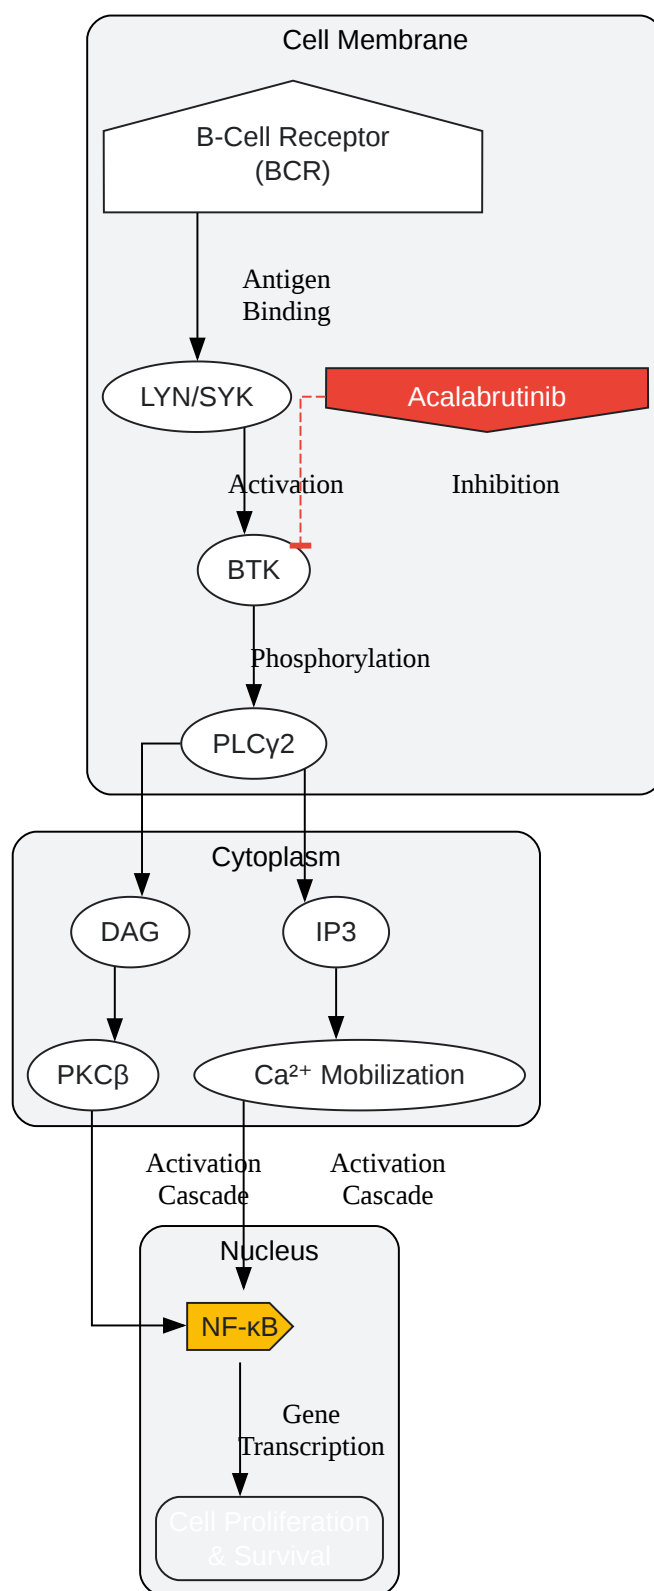 Cell Membrane
B-Cell Receptor
(BCR)
Antigen
Binding
LYN/SYK
Acalabrutinib
Activation
Inhibition
BTK
Phosphorylation
PLCγ2
Cytoplasm
DAG
IP3
PKCβ
Ca²⁺ Mobilization
Activation
Cascade
Activation
Cascade
Nucleus
NF-κB
Gene
Transcription
Cell Proliferation
& Survival